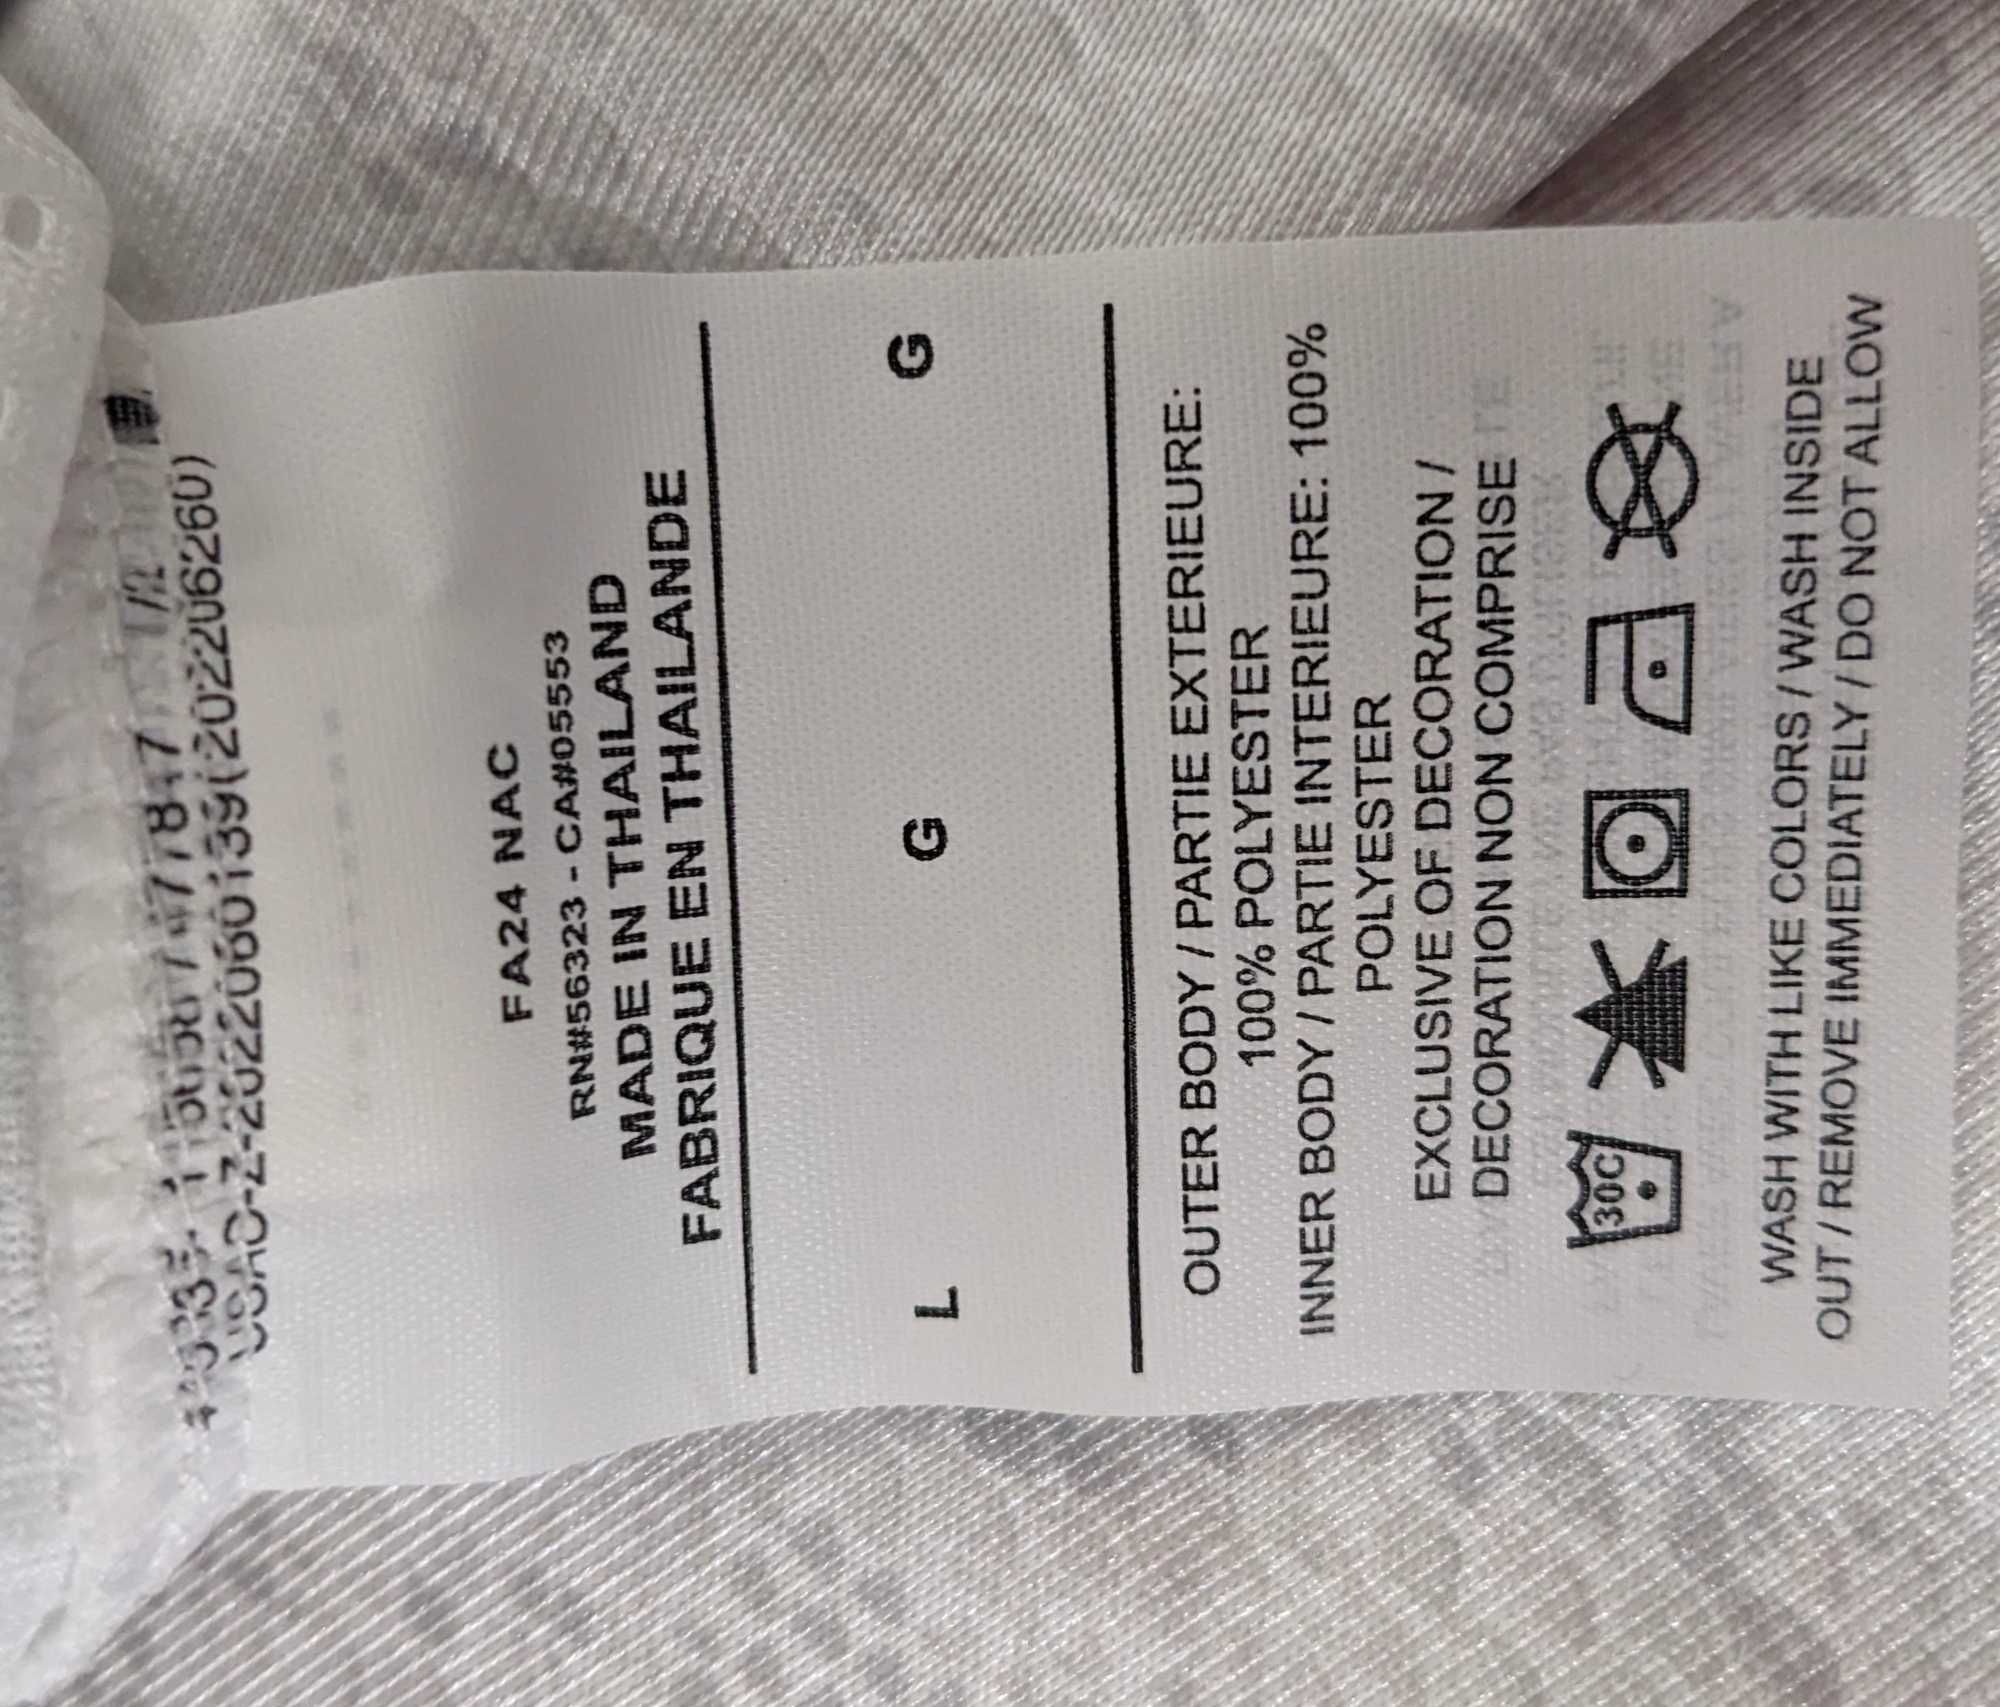 FA24 NAC
RN#56323 - CA#05553
MADE IN THAILAND
FABRIQUE EN THAILANDE
L G G
OUTER BODY / PARTIE EXTERIEURE:
100% POLYESTER
INNER BODY / PARTIE INTERIEURE: 100%
POLYESTER
EXCLUSIVE OF DECORATION /
DECORATION NON COMPRISE
30C
WASH WITH LIKE COLORS / WASH INSIDE
OUT / REMOVE IMMEDIATELY / DO NOT ALLOW